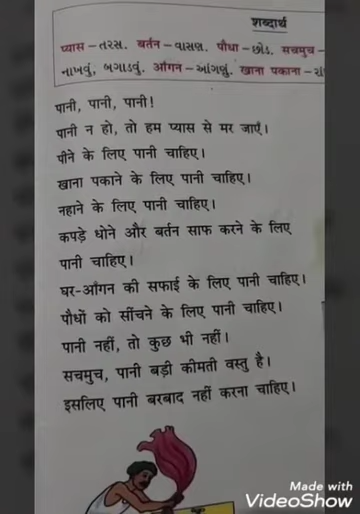 शब्दार्थ
प्यास – તરસ. बर्तन – વાસણ. पौधा – છોડ. सचमुच –
નાખવું, બગાડવું. आँगन – આંગણું. खाना पकाना –
पानी, पानी, पानी!
पानी न हो, तो हम प्यास से मर जाएँ।
पीने के लिए पानी चाहिए।
खाना पकाने के लिए पानी चाहिए।
नहाने के लिए पानी चाहिए।
कपड़े धोने और बर्तन साफ करने के लिए
पानी चाहिए।
घर-आँगन की सफाई के लिए पानी चाहिए।
पौधों को सींचने के लिए पानी चाहिए।
पानी नहीं, तो कुछ भी नहीं।
सचमुच, पानी बड़ी कीमती वस्तु है।
इसलिए पानी बरबाद नहीं करना चाहिए।
Made with
VideoShow